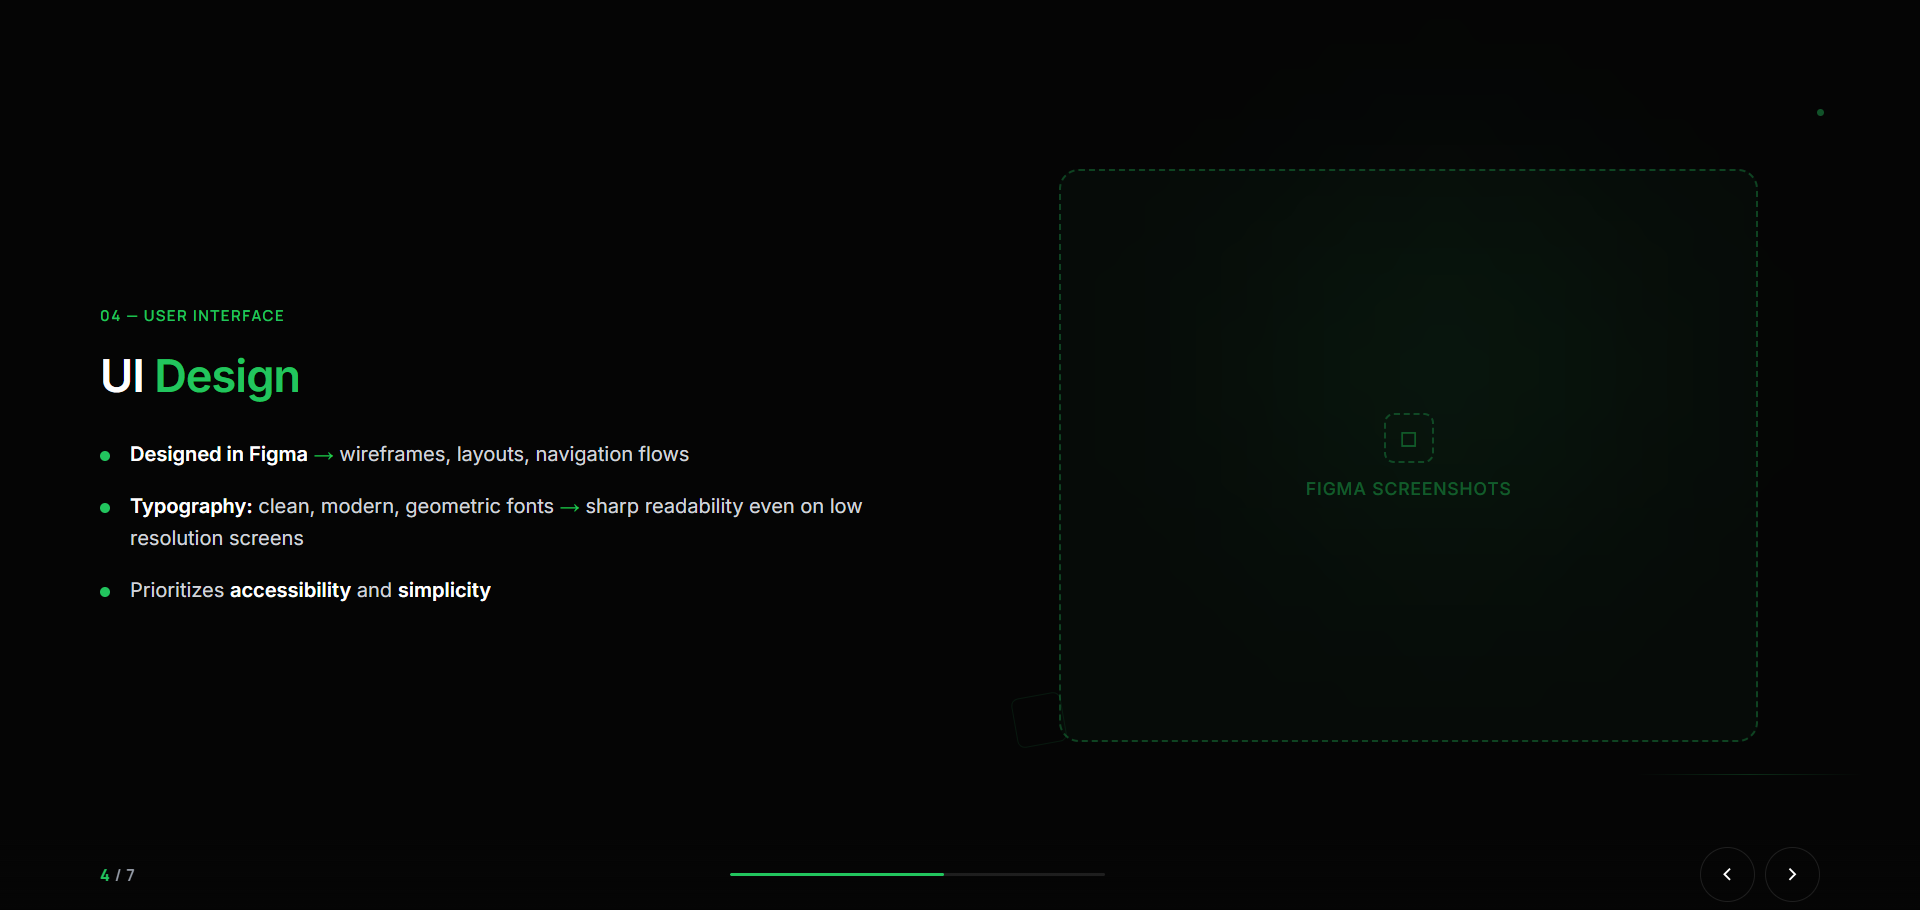 04 — USER INTERFACE
UI Design
Designed in Figma → wireframes, layouts, navigation flows
Typography: clean, modern, geometric fonts → sharp readability even on low
resolution screens
Prioritizes accessibility and simplicity
FIGMA SCREENSHOTS
4 / 7